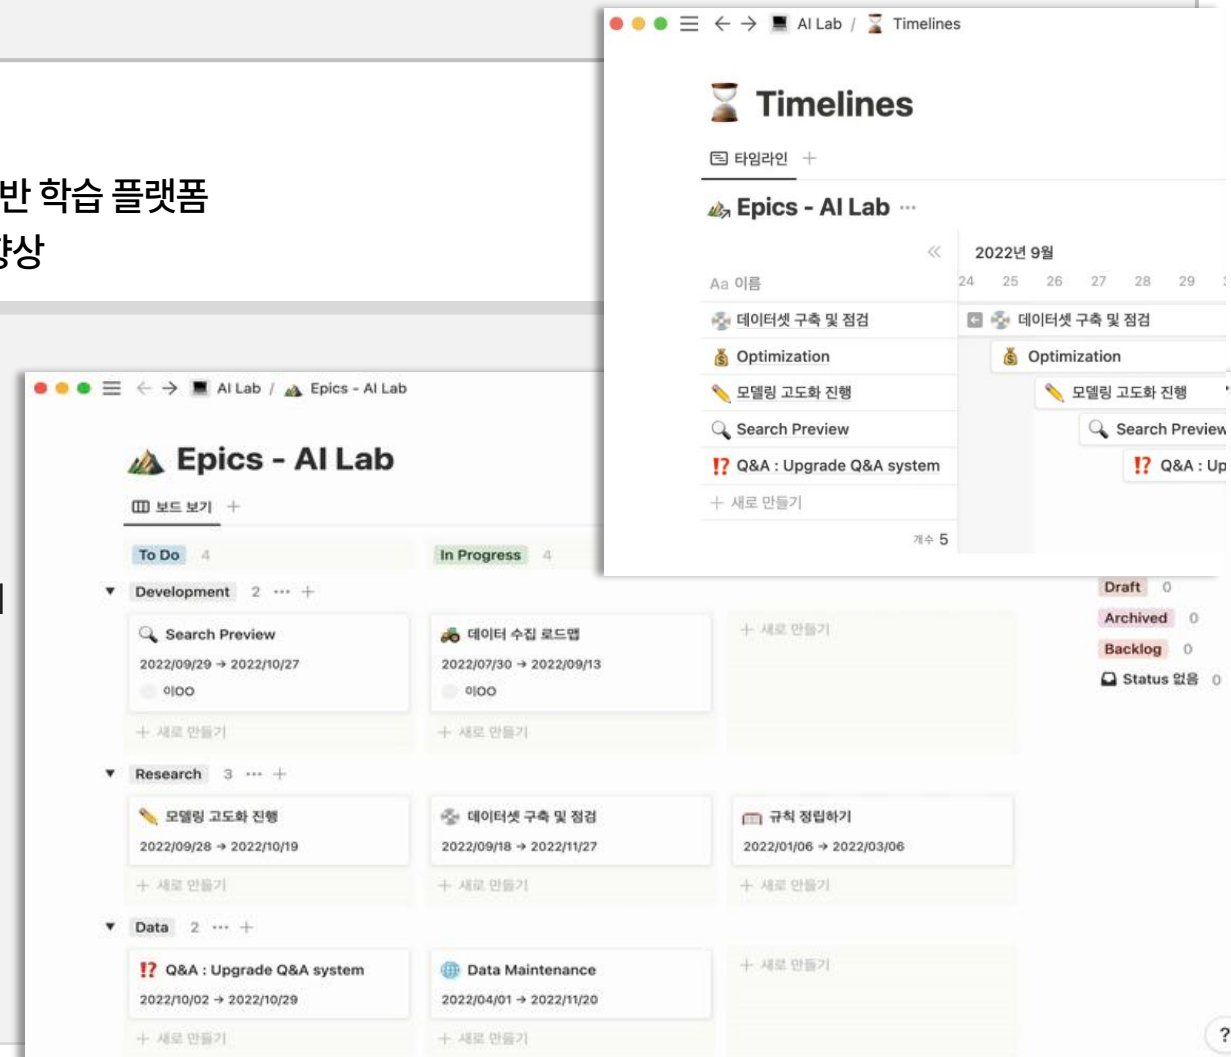 반 학습 플랫폼
향상
AI Lab / Timelines
Timelines
타임라인 +
Epics - AI Lab ...
2022년 9월
Aa 이름
24 25 26 27 28 29
데이터셋 구축 및 점검
데이터셋 구축 및 점검
Optimization
Optimization
모델링 고도화 진행
모델링 고도화 진행
Search Preview
Search Preview
Q&A : Upgrade Q&A system
Q&A : Up
+ 새로 만들기
개수 5
AI Lab / Epics - AI Lab
Epics - AI Lab
보드 보기 +
To Do 4
In Progress 4
Draft 0
Archived 0
Backlog 0
Status 없음 0
Development 2 ... +
Search Preview
2022/09/29 → 2022/10/27
이OO
+ 새로 만들기
데이터 수집 로드맵
2022/07/30 → 2022/09/13
이OO
+ 새로 만들기
+ 새로 만들기
Research 3 ... +
모델링 고도화 진행
2022/09/28 → 2022/10/19
+ 새로 만들기
데이터셋 구축 및 점검
2022/09/18 → 2022/11/27
+ 새로 만들기
규칙 정립하기
2022/01/06 → 2022/03/06
+ 새로 만들기
Data 2 ... +
⁉ Q&A : Upgrade Q&A system
2022/10/02 → 2022/10/29
+ 새로 만들기
Data Maintenance
2022/04/01 → 2022/11/20
+ 새로 만들기
+ 새로 만들기
?